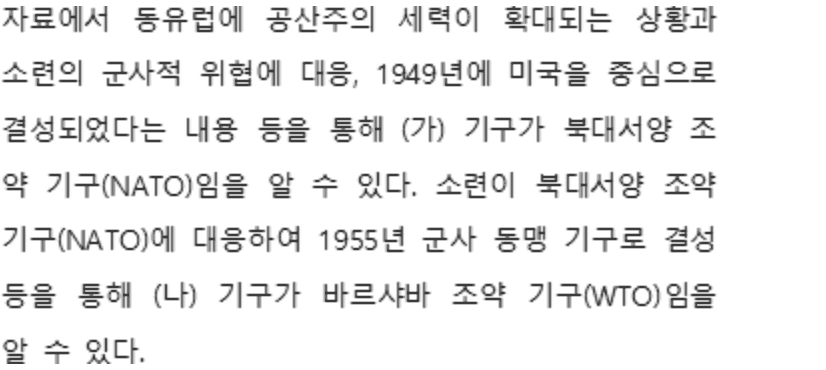 자료에서 동유럽에 공산주의 세력이 확대되는 상황과
소련의 군사적 위협에 대응, 1949년에 미국을 중심으로
결성되었다는 내용 등을 통해 (가) 기구가 북대서양 조
약 기구(NATO)임을 알 수 있다. 소련이 북대서양 조약
기구(NATO)에 대응하여 1955년 군사 동맹 기구로 결성
등을 통해 (나) 기구가 바르샤바 조약 기구(WTO)임을
알 수 있다.